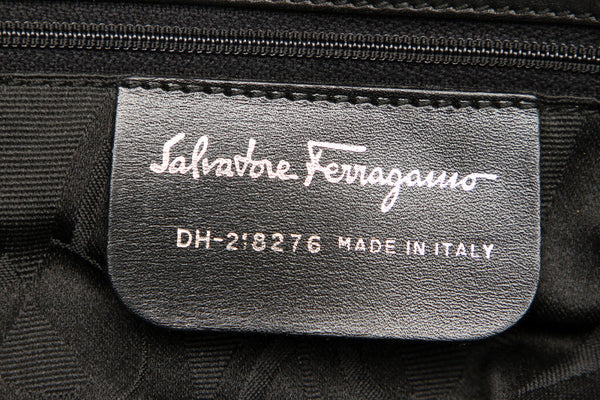 Salvatore Ferragamo
DH-218276 MADE IN ITALY